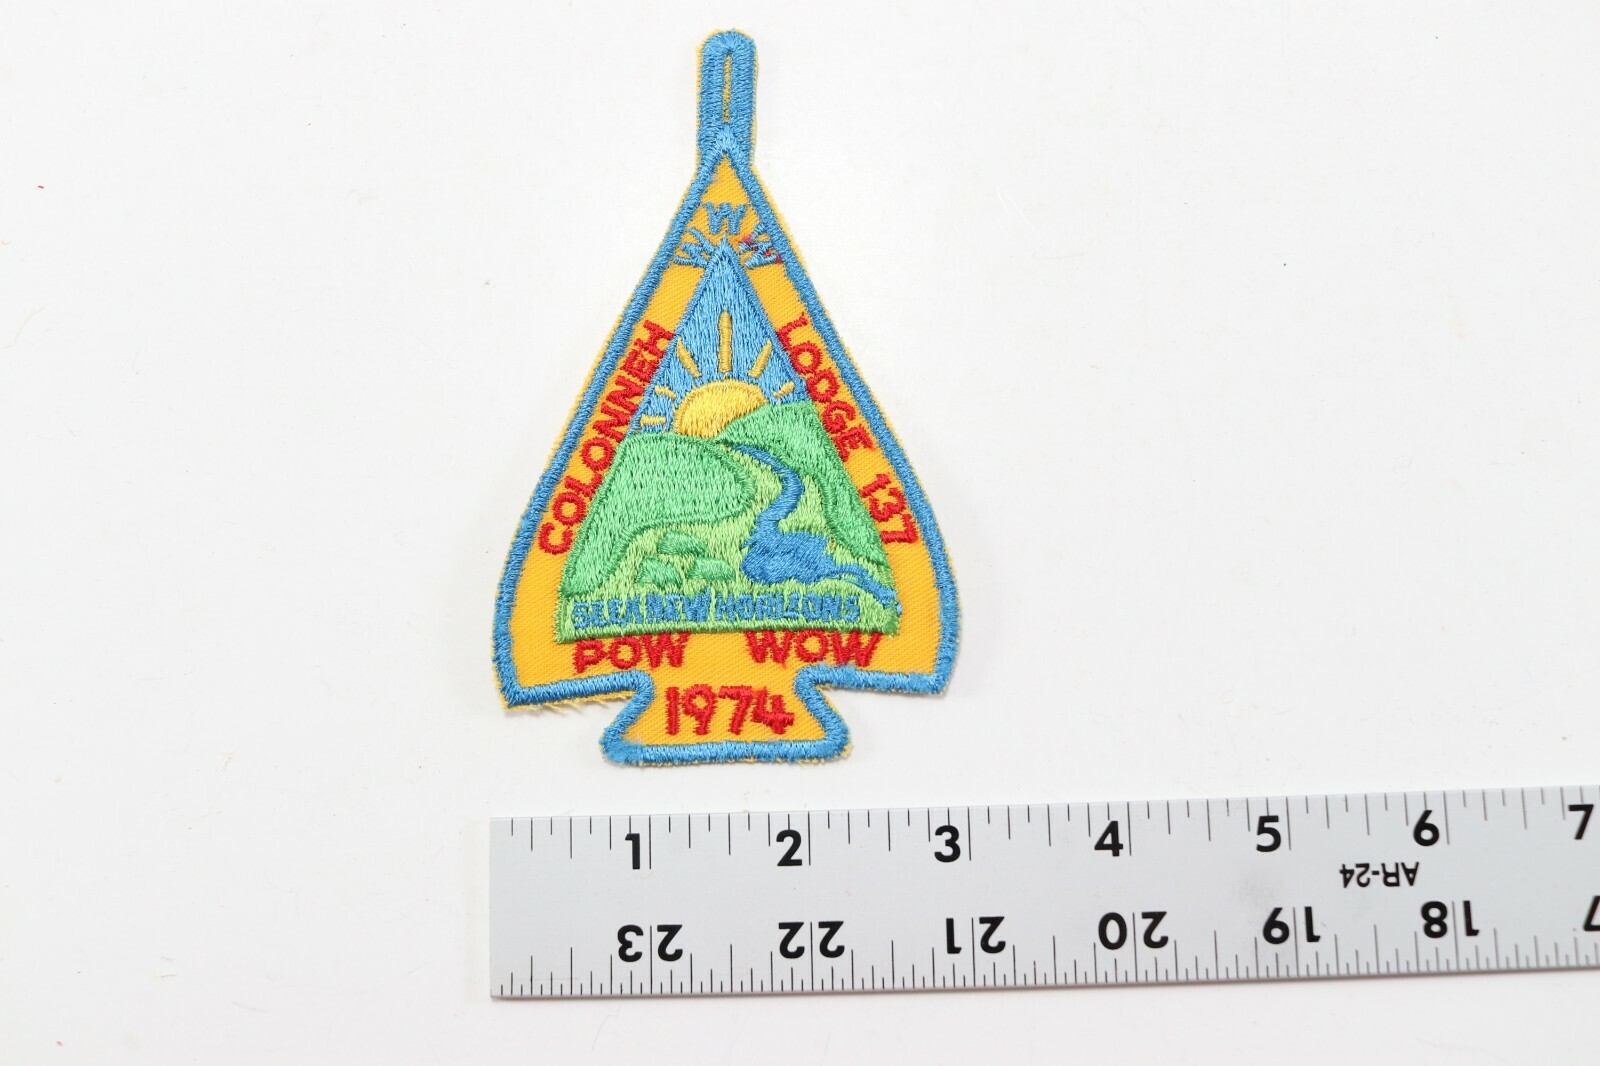 WWW
COLONNEH
LODGE 137
SEEK NEW HORIZONS
POW WOW
1974
1 2 3 4 5 6 7
AR-24
23 22 21 20 19 18